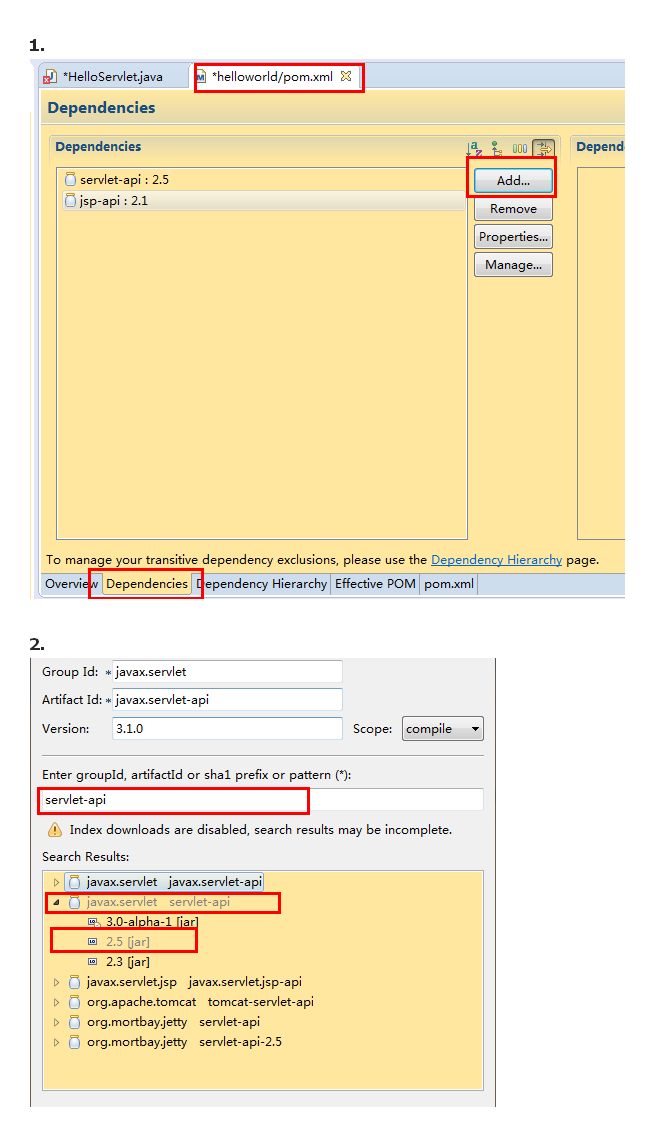 1.
*HelloServlet.java *helloworld/pom.xml
Dependencies
Dependencies
servlet-api : 2.5
jsp-api : 2.1
Add...
Remove
Properties...
Manage...
Depend
To manage your transitive dependency exclusions, please use the Dependency Hierarchy page.
Overview Dependencies Dependency Hierarchy Effective POM pom.xml
2.
Group Id: * javax.servlet
Artifact Id: * javax.servlet-api
Version: 3.1.0 Scope: compile
Enter groupId, artifactId or sha1 prefix or pattern (*):
servlet-api
Index downloads are disabled, search results may be incomplete.
Search Results:
javax.servlet javax.servlet-api
javax.servlet servlet-api
3.0-alpha-1 [jar]
2.5 [jar]
2.3 [jar]
javax.servlet.jsp javax.servlet.jsp-api
org.apache.tomcat tomcat-servlet-api
org.mortbay.jetty servlet-api
org.mortbay.jetty servlet-api-2.5